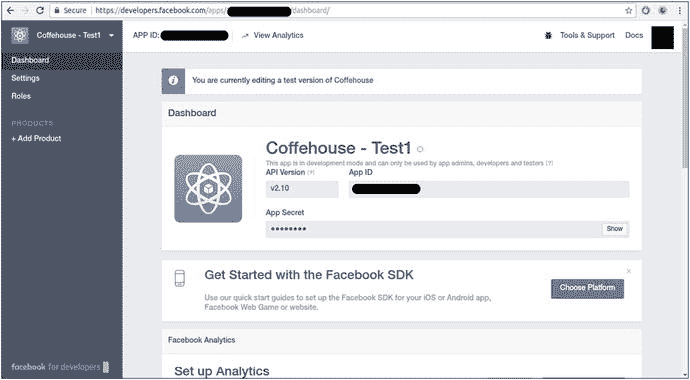 Secure
https://developers.facebook.com/apps/
/dashboard/
Coffehouse - Test1
APP ID:
View Analytics
Tools & Support
Docs
Dashboard
Settings
Roles
PRODUCTS
+ Add Product
You are currently editing a test version of Coffehouse
Dashboard
Coffehouse - Test1
This app is in development mode and can only be used by app admins, developers and testers [?]
API Version [?]
App ID
v2.10
App Secret
●●●●●●●●
Show
Get Started with the Facebook SDK
Choose Platform
Use our quick start guides to set up the Facebook SDK for your iOS or Android app,
Facebook Web Game or website.
Facebook Analytics
Set up Analytics
facebook for developers